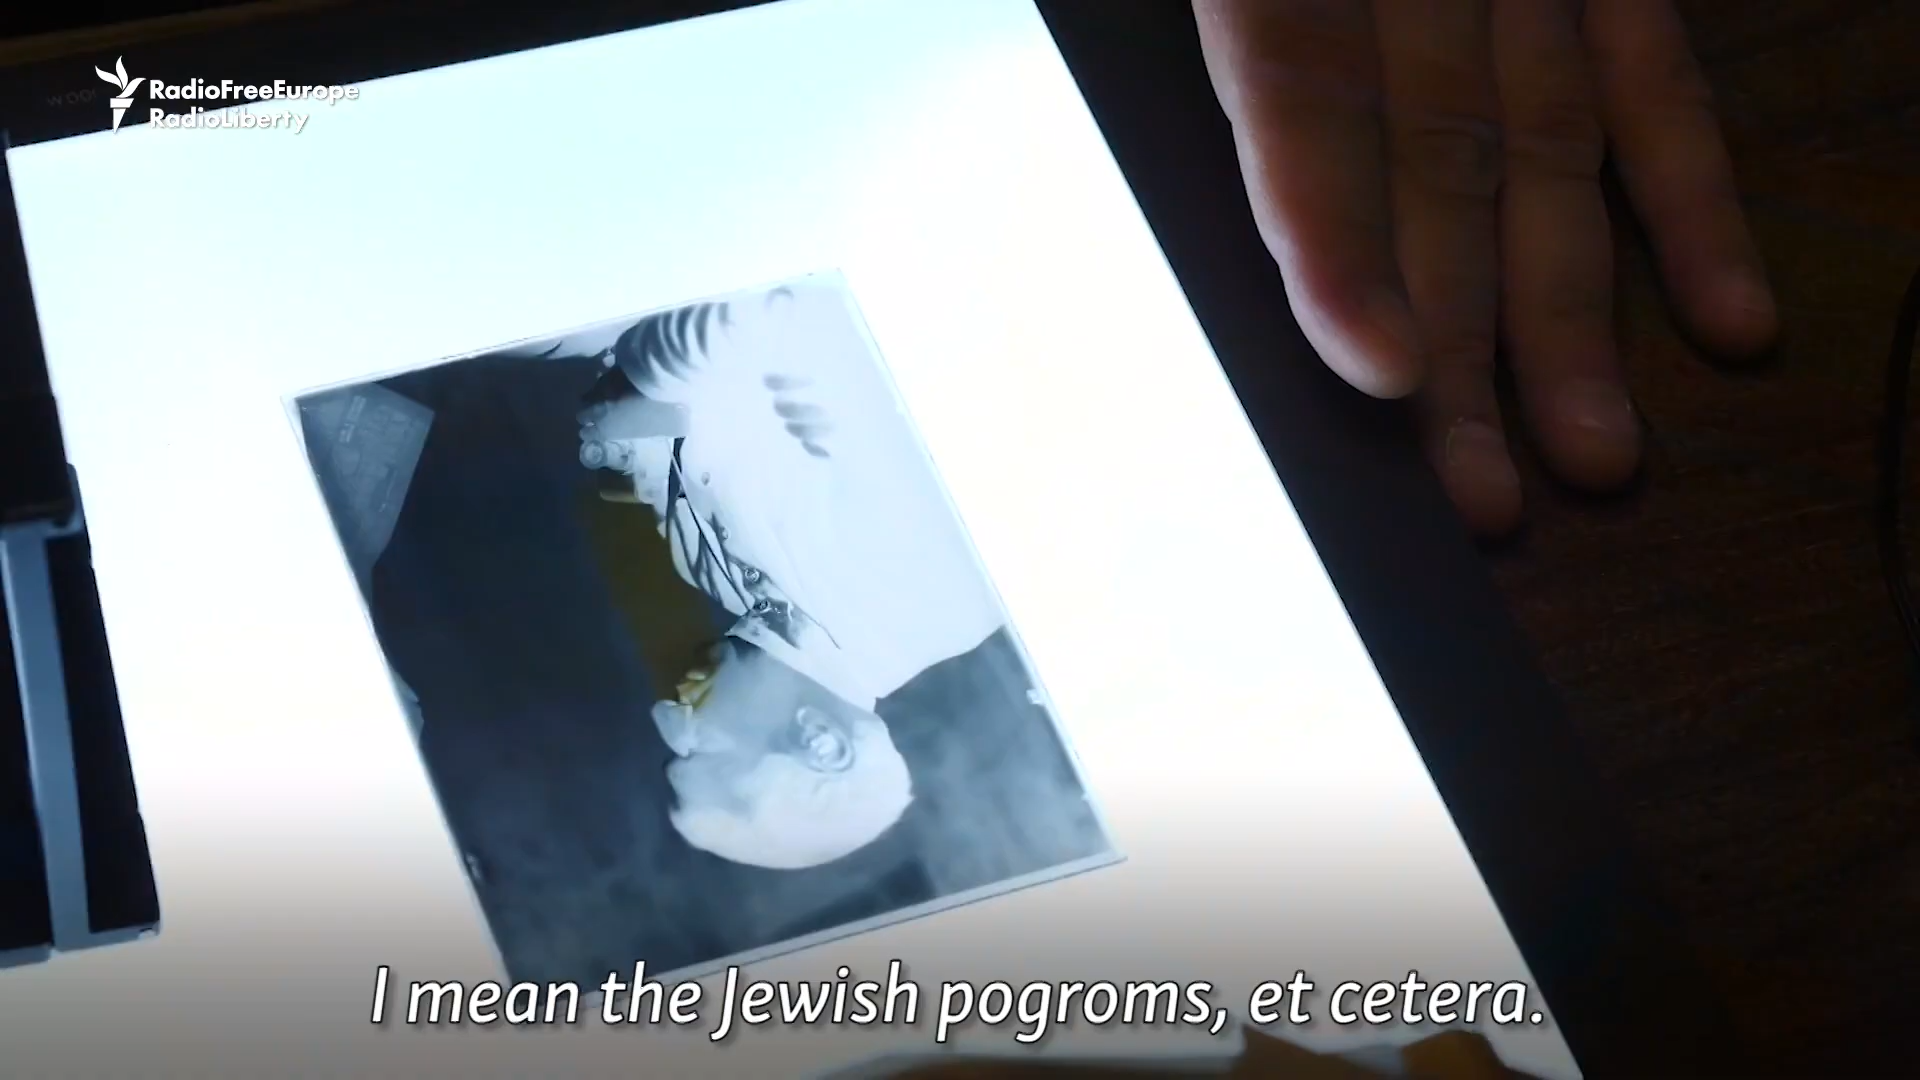 RadioFreeEurope
RadioLiberty
I mean the Jewish pogroms, et cetera.